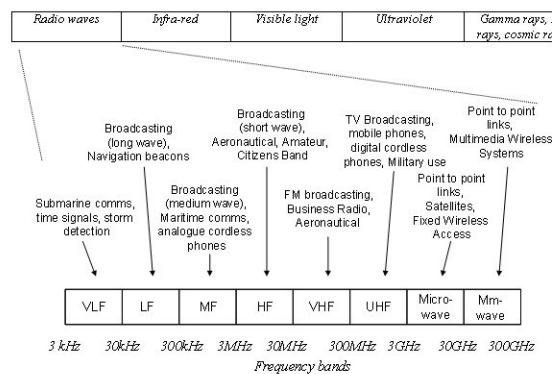 Radio waves
Infra-red
Visible light
Ultraviolet
Gamma rays,
rays, cosmic
Broadcasting
(long wave),
Navigation beacons
Broadcasting
(short wave),
Aeronautical, Amateur,
Citizens Band
TV Broadcasting,
mobile phones,
digital cordless
phones, Military use
Point to point
links,
Multimedia Wireless
Systems
Submarine comms,
time signals, storm
detection
Broadcasting
(medium wave),
Maritime comms,
analogue cordless
phones
FM broadcasting,
Business Radio,
Aeronautical
Point to point
links,
Satellites,
Fixed Wireless
Access
VLF
LF
MF
HF
VHF
UHF
Micro-
wave
Mm-
wave
3 kHz
30kHz
300kHz
3MHz
30MHz
300MHz
3GHz
30GHz
300GHz
Frequency bands